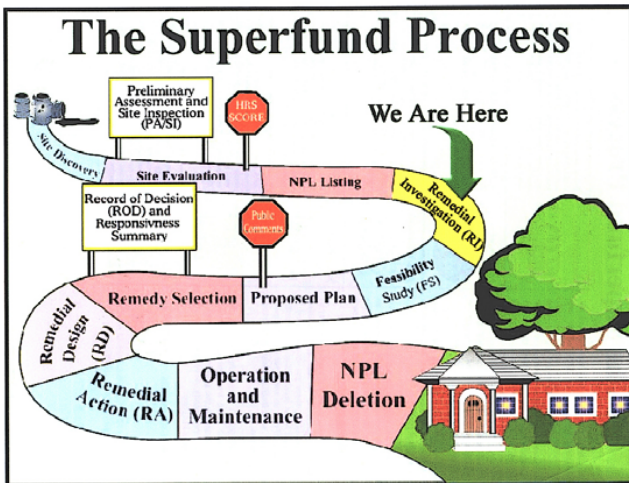 The Superfund Process
Preliminary
Assessment and
Site Inspection
(PA/SI)
HRS
SCORE
We Are Here
Site Discovery
Site Evaluation
NPL Listing
Remedial
Investigation (RI)
Record of Decision
(ROD) and
Responsivness
Summary
Public
Comments
Feasibility
Study (FS)
Proposed Plan
Remedy Selection
Remedial
Design
(RD)
Remedial
Action (RA)
Operation
and
Maintenance
NPL
Deletion